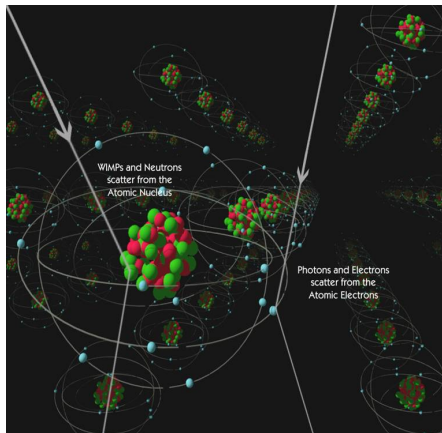 WIMPs and Neutrons
scatter from the
Atomic Nucleus
Photons and Electrons
scatter from the
Atomic Electrons